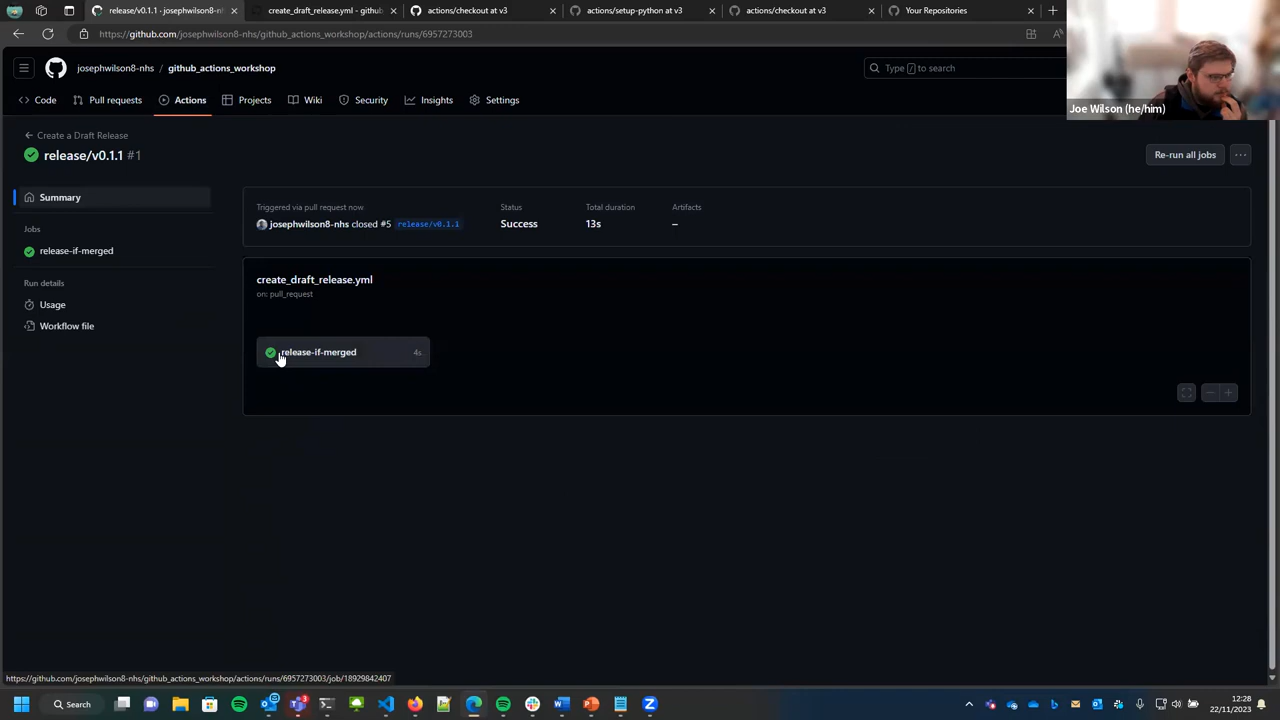 release/v0.1.1 · josephwilson8-nh
create_draft_release.yml - github
actions/checkout at v3
actions/setup-python at v3
actions/checkout at v3
Your Repositories
https://github.com/josephwilson8-nhs/github_actions_workshop/actions/runs/6957273003
josephwilson8-nhs / github_actions_workshop
Type / to search
Code
Pull requests
Actions
Projects
Wiki
Security
Insights
Settings
Joe Wilson (he/him)
Create a Draft Release
release/v0.1.1 #1
Re-run all jobs
Summary
Jobs
release-if-merged
Run details
Usage
Workflow file
Triggered via pull request now
josephwilson8-nhs closed #5 release/v0.1.1
Status
Success
Total duration
13s
Artifacts
–
create_draft_release.yml
on: pull_request
release-if-merged 4s
https://github.com/josephwilson8-nhs/github_actions_workshop/actions/runs/6957273003/job/18929842407
Search
3
12:28
22/11/2023